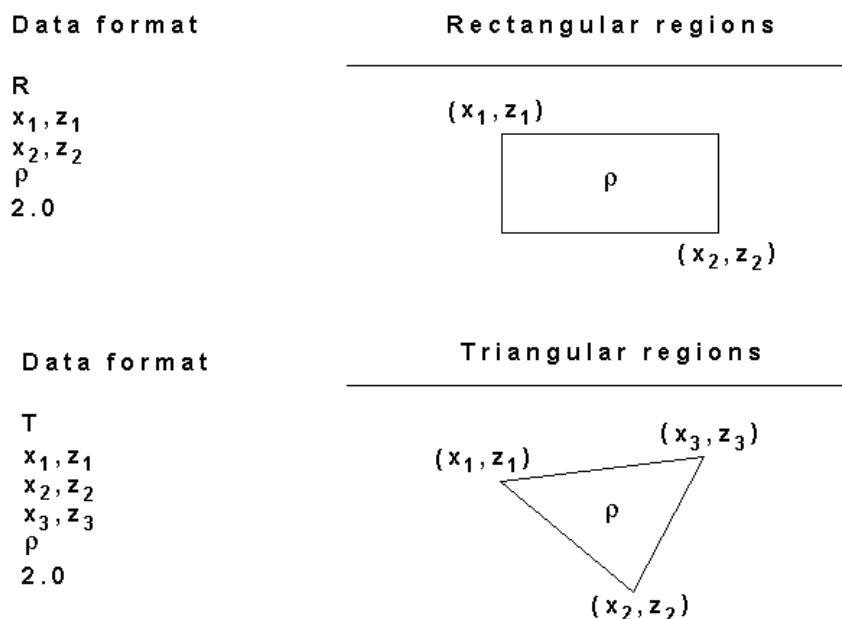 Data format
Rectangular regions
R
x₁, z₁
x₂, z₂
ρ
2.0
(x₁, z₁)
ρ
(x₂, z₂)
Data format
Triangular regions
T
x₁, z₁
x₂, z₂
x₃, z₃
ρ
2.0
(x₃, z₃)
(x₁, z₁)
ρ
(x₂, z₂)